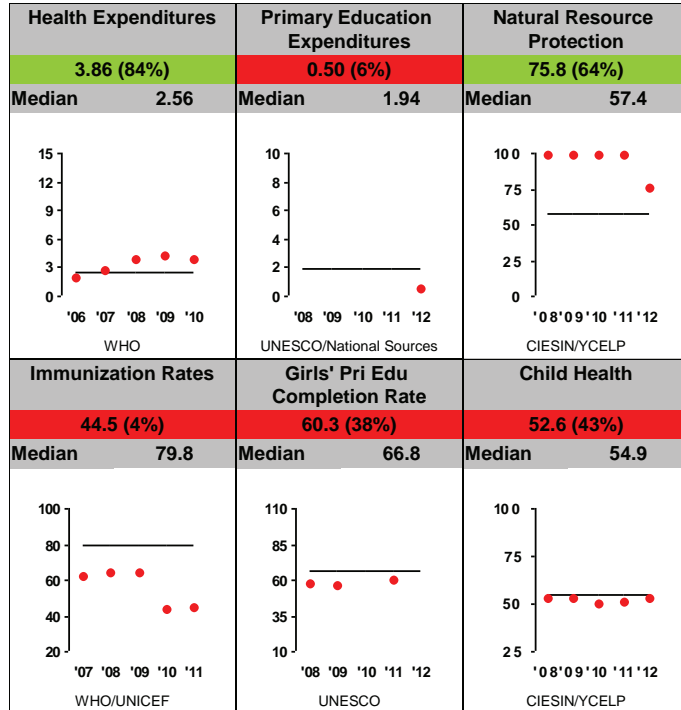 Health Expenditures
3.86 (84%)
Median 2.56
15
12
9
6
3
0
'06 '07 '08 '09 '10
WHO
Primary Education
Expenditures
0.50 (6%)
Median 1.94
10
8
6
4
2
0
'08 '09 '10 '11 '12
UNESCO/National Sources
Natural Resource
Protection
75.8 (64%)
Median 57.4
100
75
50
25
0
'08 '09 '10 '11 '12
CIESIN/YCELP
Immunization Rates
44.5 (4%)
Median 79.8
100
80
60
40
20
'07 '08 '09 '10 '11
WHO/UNICEF
Girls' Pri Edu
Completion Rate
60.3 (38%)
Median 66.8
110
85
60
35
10
'08 '09 '10 '11 '12
UNESCO
Child Health
52.6 (43%)
Median 54.9
100
75
50
25
'08 '09 '10 '11 '12
CIESIN/YCELP